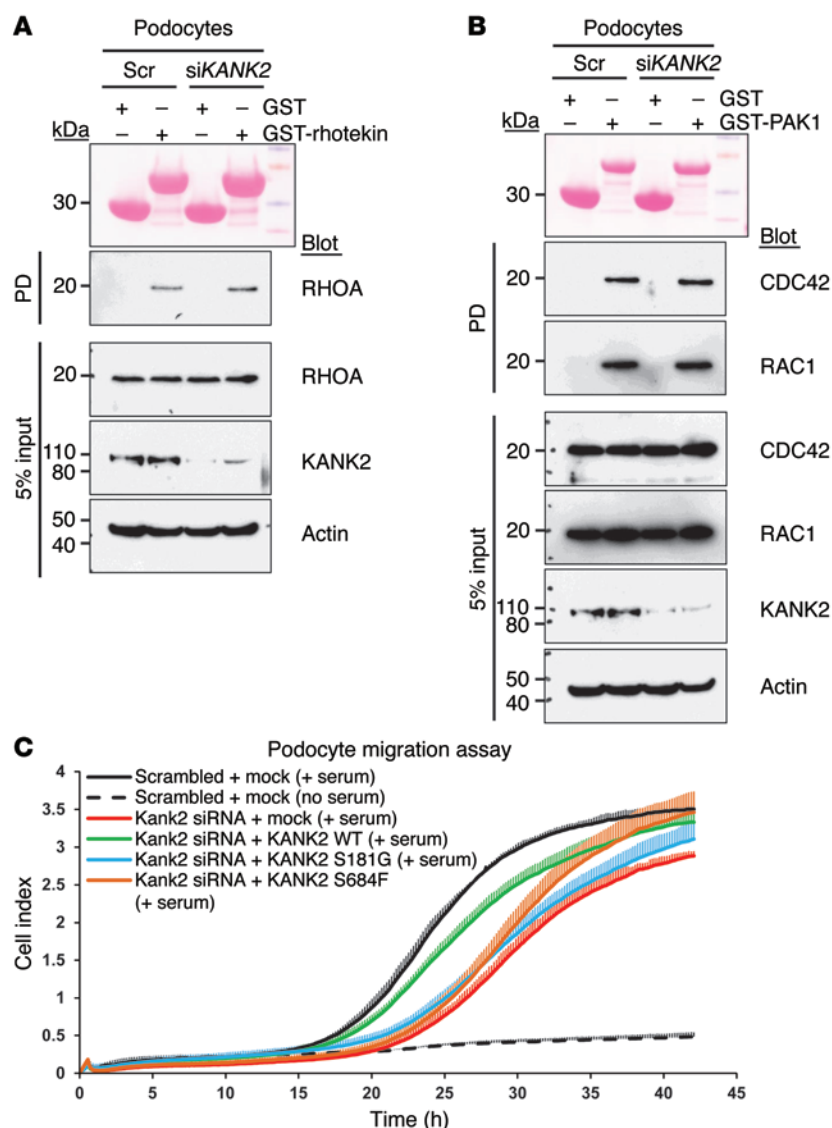 A
Podocytes
Scr siKANK2
+ – + – GST
– + – + GST-rhotekin
kDa
30
Blot
PD
20 RHOA
5% input
20 RHOA
110
80
KANK2
50
40
Actin
B
Podocytes
Scr siKANK2
+ – + – GST
– + – + GST-PAK1
kDa
30
Blot
PD
20 CDC42
20 RAC1
5% input
20 CDC42
20 RAC1
110
80
KANK2
50
40
Actin
C
Podocyte migration assay
Scrambled + mock (+ serum)
Scrambled + mock (no serum)
Kank2 siRNA + mock (+ serum)
Kank2 siRNA + KANK2 WT (+ serum)
Kank2 siRNA + KANK2 S181G (+ serum)
Kank2 siRNA + KANK2 S684F
(+ serum)
Cell index
4
3.5
3
2.5
2
1.5
1
0.5
0
0 5 10 15 20 25 30 35 40 45
Time (h)